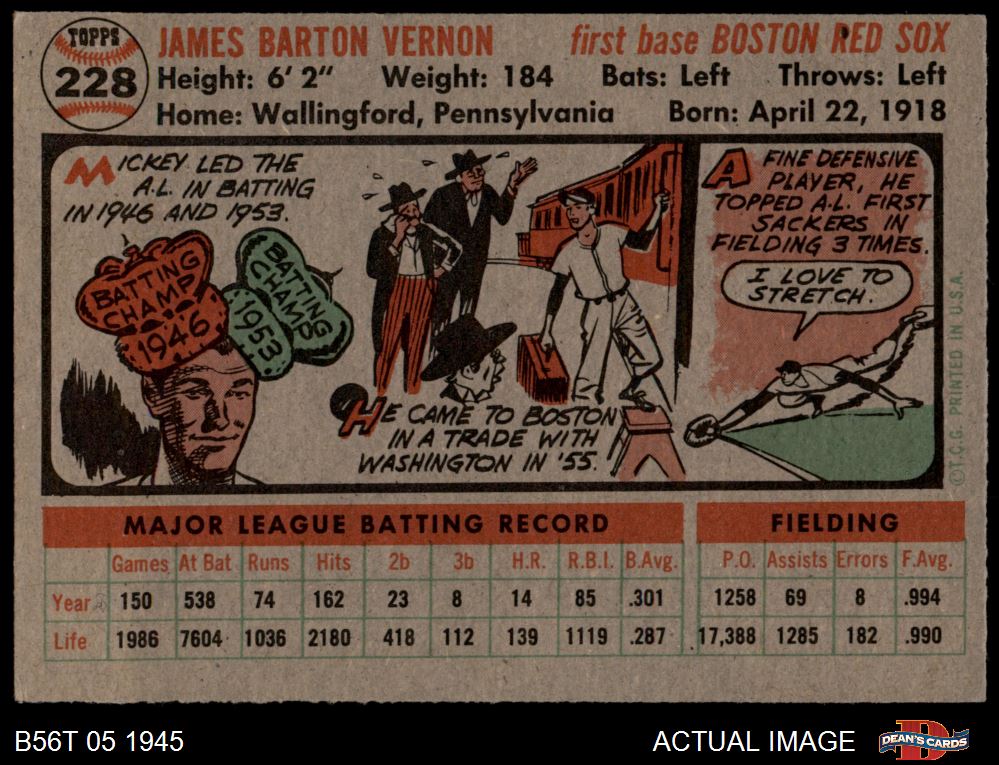 TOPPS
228
JAMES BARTON VERNON first base BOSTON RED SOX
Height: 6' 2" Weight: 184 Bats: Left Throws: Left
Home: Wallingford, Pennsylvania Born: April 22, 1918
MICKEY LED THE
A.L. IN BATTING
IN 1946 AND 1953.
BATTING
CHAMP
1946
BATTING
CHAMP
1953
HE CAME TO BOSTON
IN A TRADE WITH
WASHINGTON IN '55.
A FINE DEFENSIVE
PLAYER, HE
TOPPED A.L. FIRST
SACKERS IN
FIELDING 3 TIMES.
I LOVE TO
STRETCH.
©T.C.G. PRINTED IN U.S.A.
MAJOR LEAGUE BATTING RECORD FIELDING
Games At Bat Runs Hits 2b 3b H.R. R.B.I. B.Avg. P.O. Assists Errors F.Avg.
Year 150 538 74 162 23 8 14 85 .301 1258 69 8 .994
Life 1986 7604 1036 2180 418 112 139 1119 .287 17,388 1285 182 .990
B56T 05 1945 ACTUAL IMAGE DEAN'S CARDS